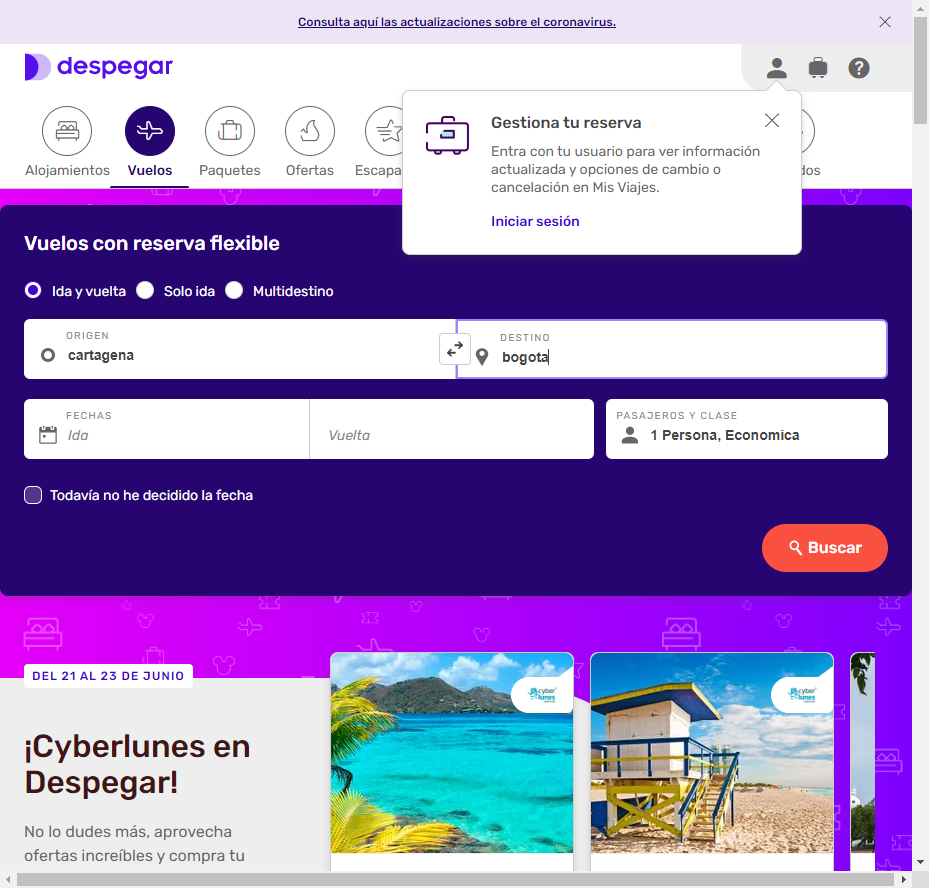 Consulta aquí las actualizaciones sobre el coronavirus.
despegar
Alojamientos
Vuelos
Paquetes
Ofertas
Escapa
dos
Gestiona tu reserva
Entra con tu usuario para ver información
actualizada y opciones de cambio o
cancelación en Mis Viajes.
Iniciar sesión
Vuelos con reserva flexible
Ida y vuelta
Solo ida
Multidestino
ORIGEN
cartagena
DESTINO
bogota
FECHAS
Ida
Vuelta
PASAJEROS Y CLASE
1 Persona, Economica
Todavía no he decidido la fecha
Buscar
DEL 21 AL 23 DE JUNIO
cyber
lunes
cyber
lunes
¡Cyberlunes en
Despegar!
No lo dudes más, aprovecha
ofertas increíbles y compra tu